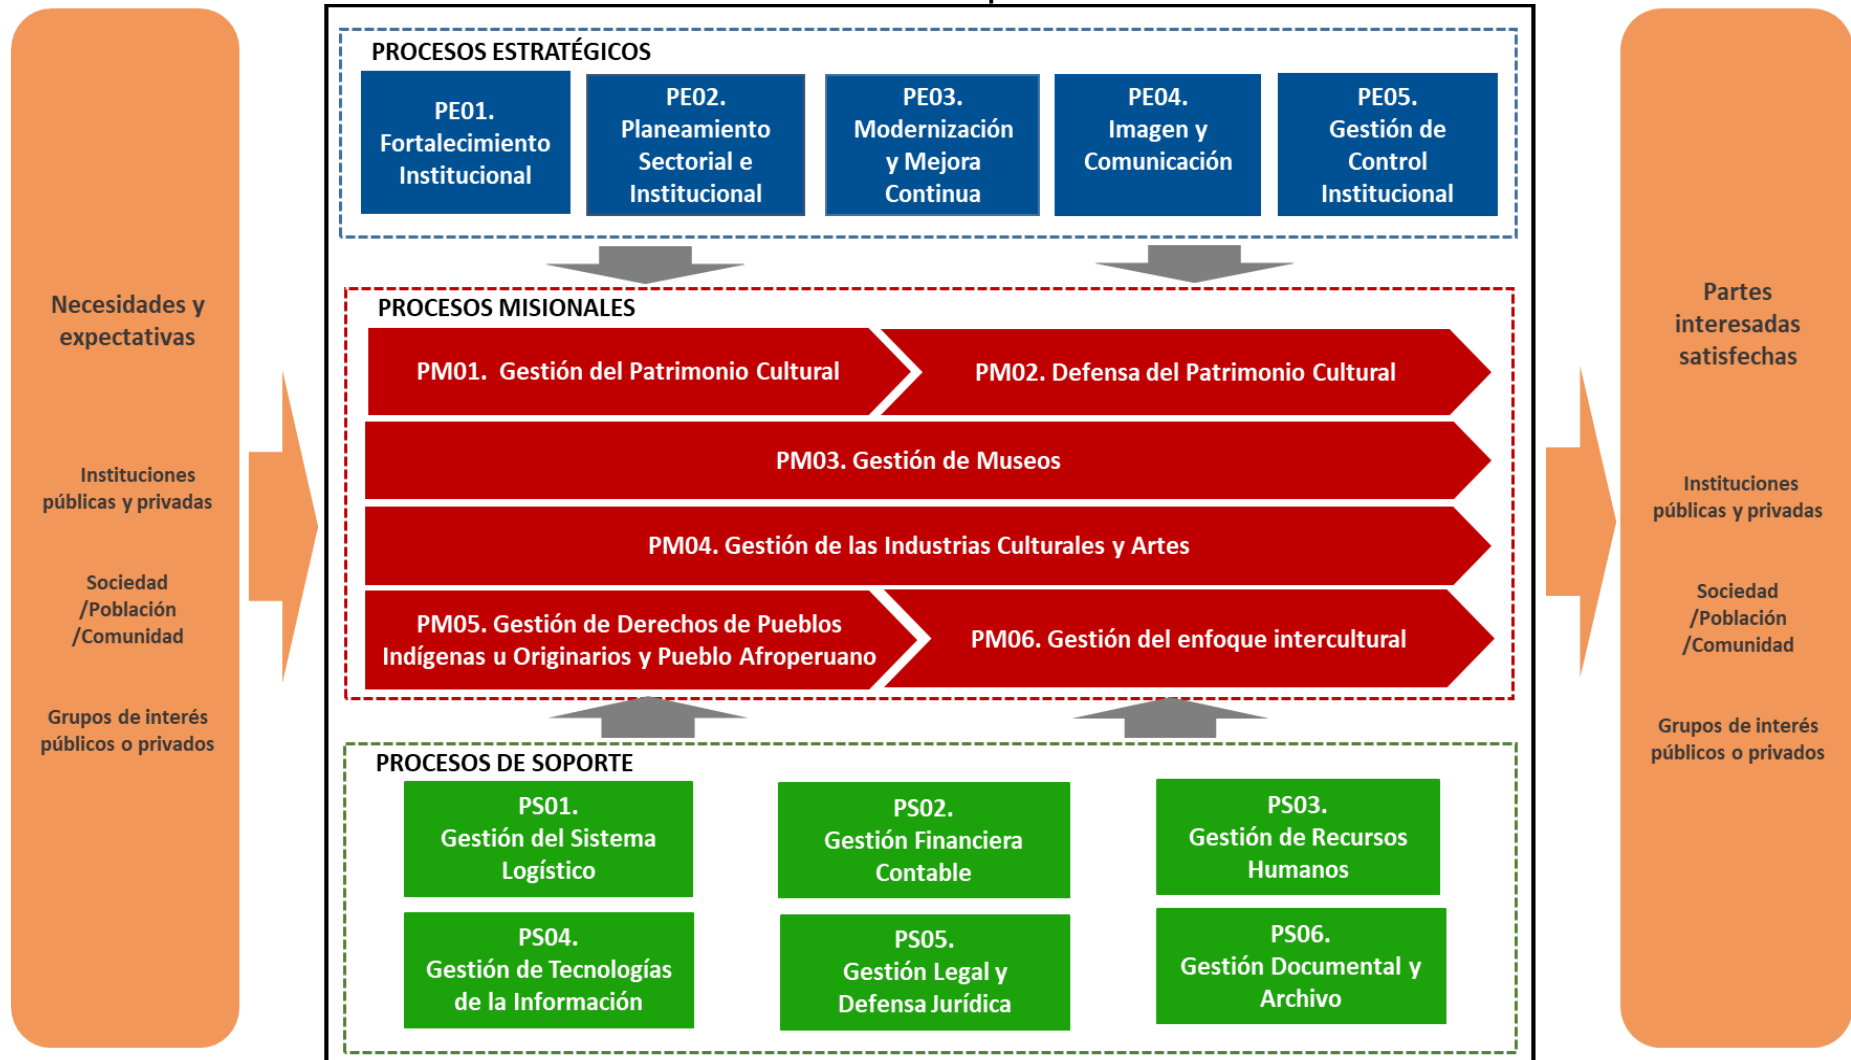 Necesidades y
expectativas
Instituciones
públicas y privadas
Sociedad
/Población
/Comunidad
Grupos de interés
públicos o privados
PROCESOS ESTRATÉGICOS
PE01.
Fortalecimiento
Institucional
PE02.
Planeamiento
Sectorial e
Institucional
PE03.
Modernización
y Mejora
Continua
PE04.
Imagen y
Comunicación
PE05.
Gestión de
Control
Institucional
PROCESOS MISIONALES
PM01. Gestión del Patrimonio Cultural
PM02. Defensa del Patrimonio Cultural
PM03. Gestión de Museos
PM04. Gestión de las Industrias Culturales y Artes
PM05. Gestión de Derechos de Pueblos
Indígenas u Originarios y Pueblo Afroperuano
PM06. Gestión del enfoque intercultural
PROCESOS DE SOPORTE
PS01.
Gestión del Sistema
Logístico
PS02.
Gestión Financiera
Contable
PS03.
Gestión de Recursos
Humanos
PS04.
Gestión de Tecnologías
de la Información
PS05.
Gestión Legal y
Defensa Jurídica
PS06.
Gestión Documental y
Archivo
Partes
interesadas
satisfechas
Instituciones
públicas y privadas
Sociedad
/Población
/Comunidad
Grupos de interés
públicos o privados